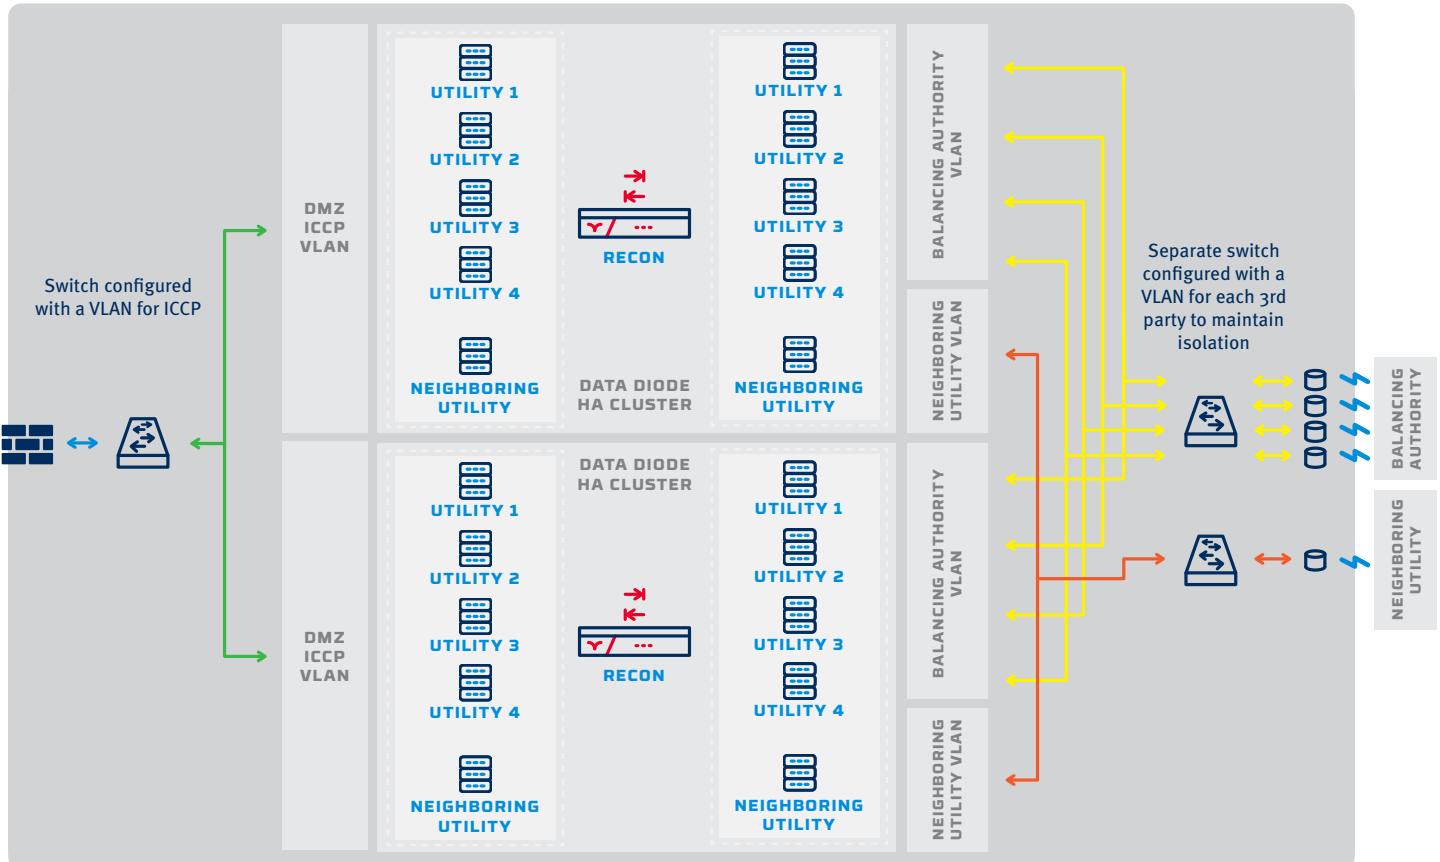 Switch configured
with a VLAN for ICCP
DMZ
ICCP
VLAN
UTILITY 1
UTILITY 2
UTILITY 3
UTILITY 4
NEIGHBORING
UTILITY
RECON
DATA DIODE
HA CLUSTER
UTILITY 1
UTILITY 2
UTILITY 3
UTILITY 4
NEIGHBORING
UTILITY
BALANCING AUTHORITY
VLAN
NEIGHBORING
UTILITY VLAN
DMZ
ICCP
VLAN
UTILITY 1
UTILITY 2
UTILITY 3
UTILITY 4
NEIGHBORING
UTILITY
DATA DIODE
HA CLUSTER
RECON
UTILITY 1
UTILITY 2
UTILITY 3
UTILITY 4
NEIGHBORING
UTILITY
BALANCING AUTHORITY
VLAN
NEIGHBORING
UTILITY VLAN
Separate switch
configured with a
VLAN for each 3rd
party to maintain
isolation
BALANCING
AUTHORITY
NEIGHBORING
UTILITY